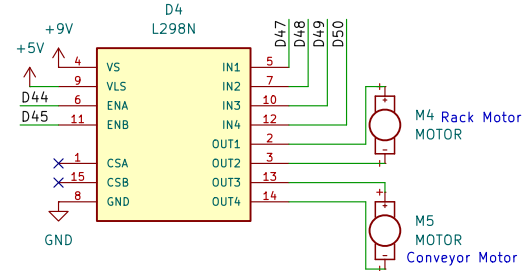 D4
L298N
+9V
+5V
D47
D48
D49
D50
4 VS IN1 5
9 VLS IN2 7
D44 6 ENA IN3 10
D45 11 ENB IN4 12
OUT1 2
1 CSA OUT2 3
15 CSB OUT3 13
8 GND OUT4 14
GND
+
M4 Rack Motor
MOTOR
-
+
M5
MOTOR
Conveyor Motor
-